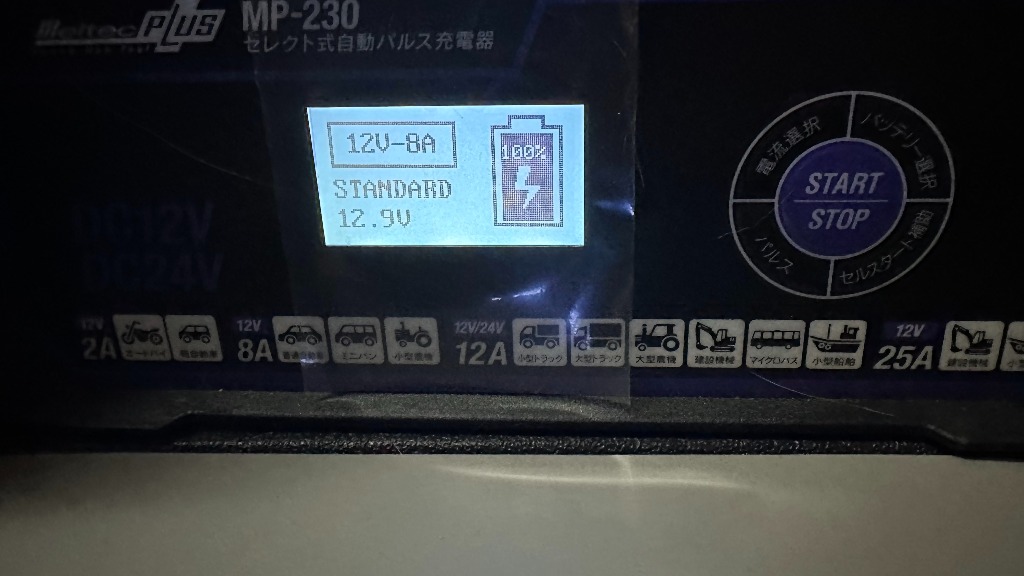 Meltec PLUS MP-230
セレクト式自動パルス充電器
12V-8A
100%
STANDARD
12.9V
電流選択
バッテリー選択
START
STOP
パルス
セルスタート補助
DC12V
DC24V
12V
2A
オートバイ
軽自動車
12V
8A
普通自動車
ミニバン
小型農機
12V/24V
12A
小型トラック
大型トラック
大型農機
建設機械
マイクロバス
小型船舶
12V
25A
建設機械